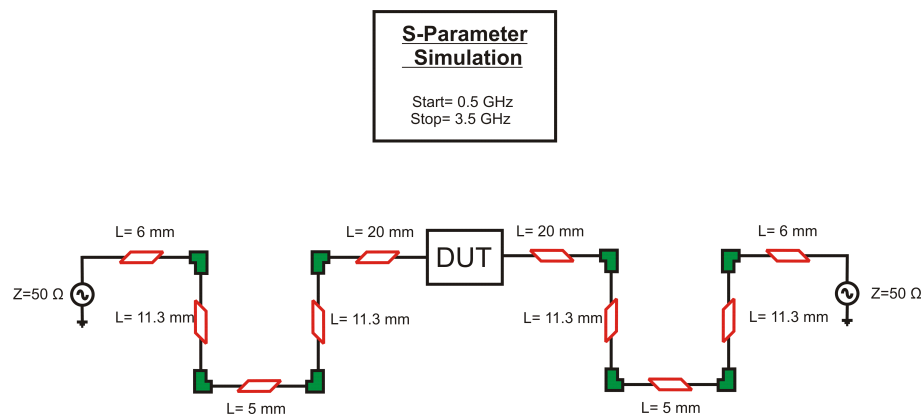 S-Parameter
Simulation
Start= 0.5 GHz
Stop= 3.5 GHz
L= 6 mm
L= 20 mm
DUT
L= 20 mm
L= 6 mm
Z=50 Ω
Z=50 Ω
L= 11.3 mm
L= 11.3 mm
L= 11.3 mm
L= 11.3 mm
L= 5 mm
L= 5 mm